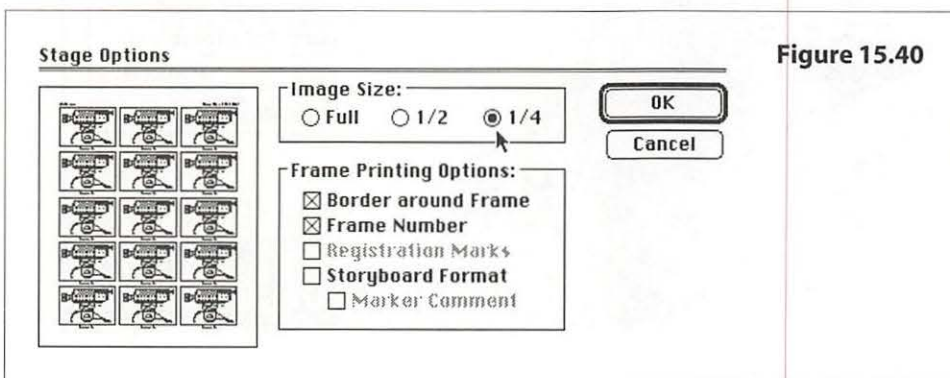 Figure 15.40
Stage Options
Image Size:
Full 1/2 1/4
Frame Printing Options:
Border around Frame
Frame Number
Registration Marks
Storyboard Format
Marker Comment
OK
Cancel